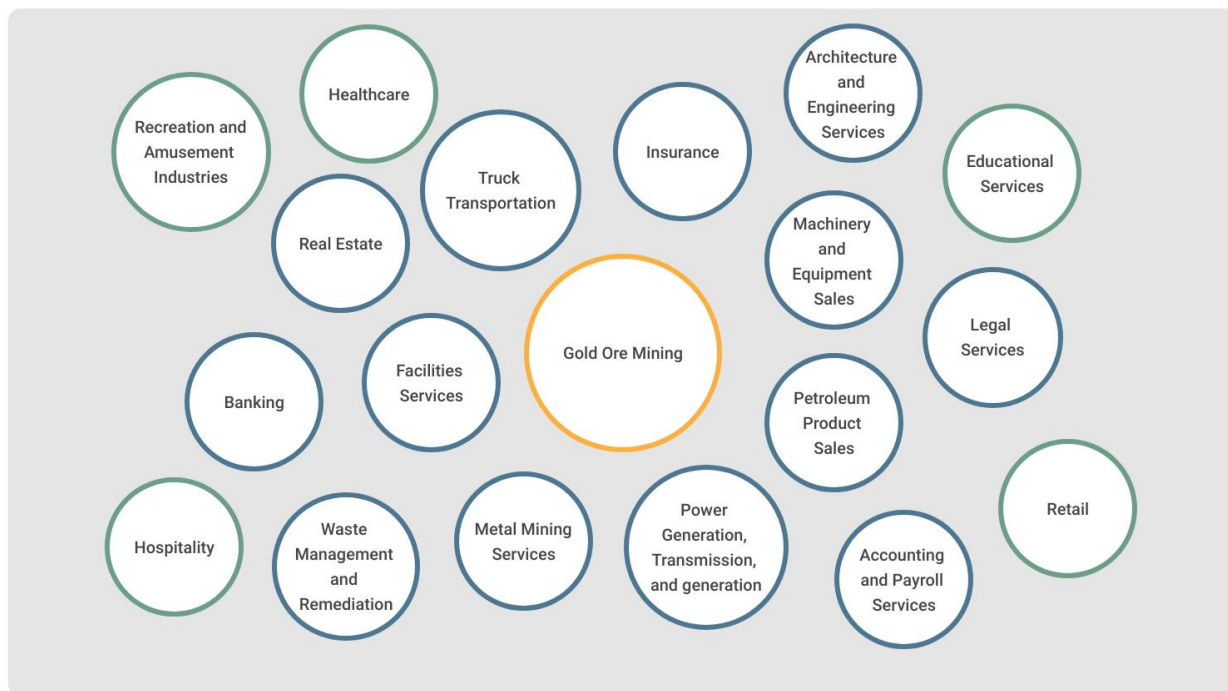 Healthcare
Architecture
and
Engineering
Services
Recreation and
Amusement
Industries
Truck
Transportation
Insurance
Educational
Services
Real Estate
Machinery
and
Equipment
Sales
Gold Ore Mining
Legal
Services
Banking
Facilities
Services
Petroleum
Product
Sales
Hospitality
Waste
Management
and
Remediation
Metal Mining
Services
Power
Generation,
Transmission,
and generation
Accounting
and Payroll
Services
Retail